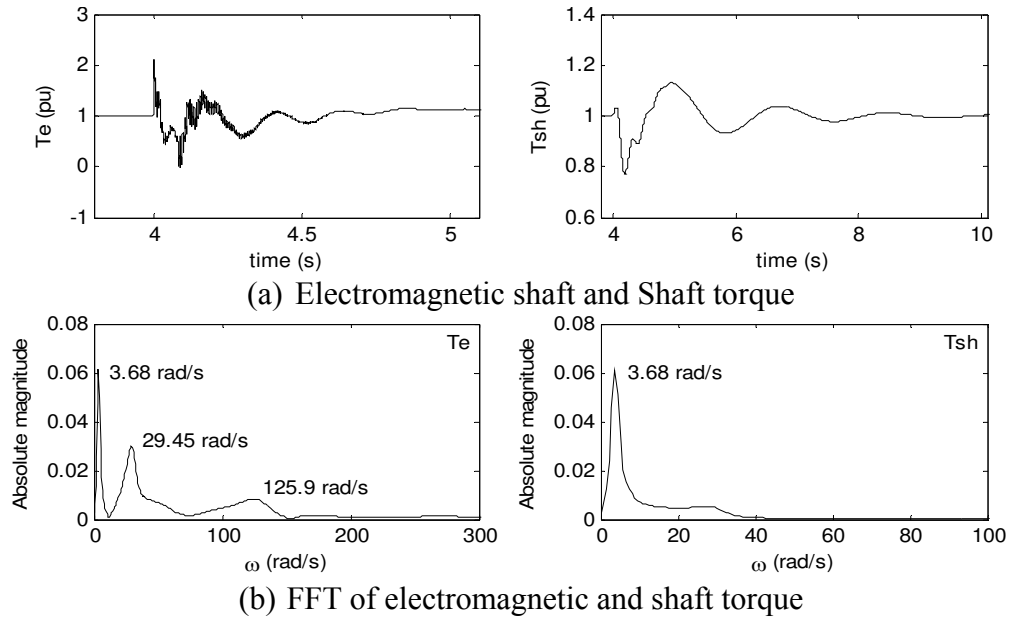 3
2
1
0
-1
Te (pu)
4
4.5
5
time (s)
1.4
1.2
1
0.8
0.6
Tsh (pu)
4
6
8
10
time (s)
(a) Electromagnetic shaft and Shaft torque
0.08
0.06
0.04
0.02
0
Absolute magnitude
Te
3.68 rad/s
29.45 rad/s
125.9 rad/s
0
100
200
300
ω (rad/s)
0.08
0.06
0.04
0.02
0
Absolute magnitude
Tsh
3.68 rad/s
0
20
40
60
80
100
ω (rad/s)
(b) FFT of electromagnetic and shaft torque